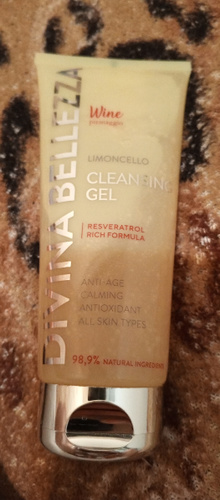 DIVINA BELLEZZA
Wine
LIMONCELLO
CLEANSING
GEL
RESVERATROL
RICH FORMULA
ANTI-AGE
CALMING
ANTIOXIDANT
ALL SKIN TYPES
98,9% NATURAL INGREDIENTS